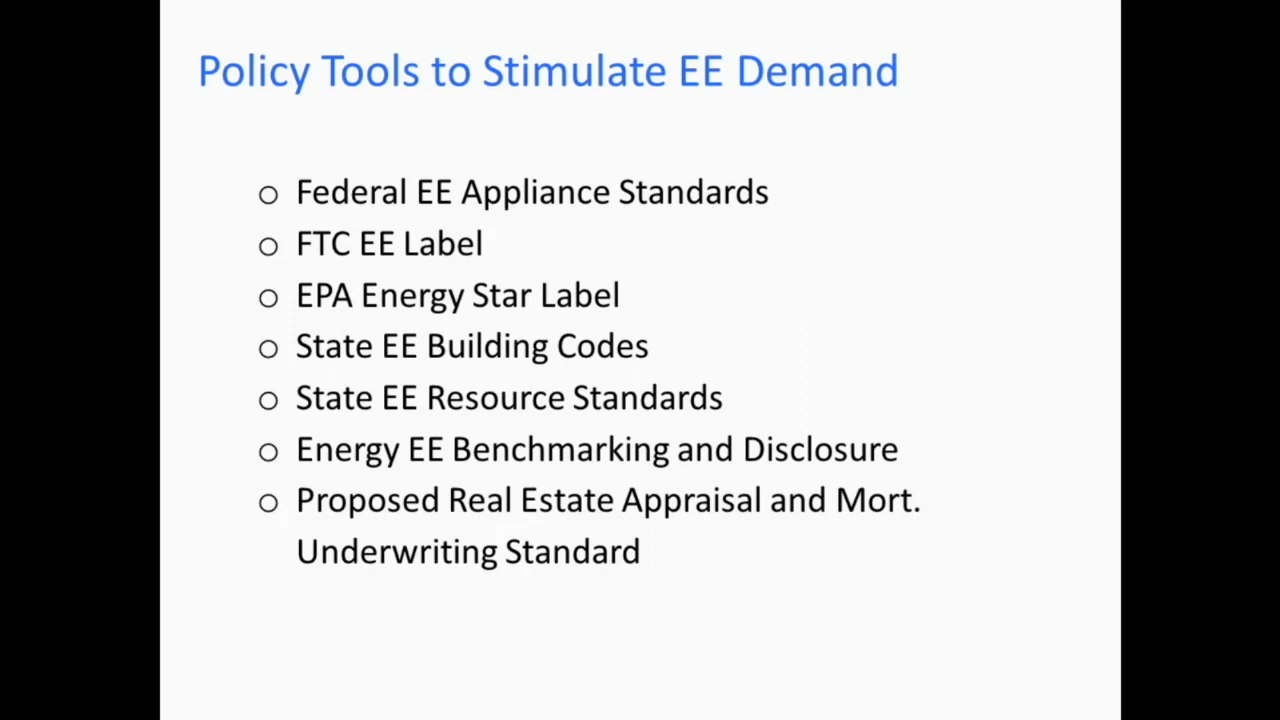 Policy Tools to Stimulate EE Demand
o Federal EE Appliance Standards
o FTC EE Label
o EPA Energy Star Label
o State EE Building Codes
o State EE Resource Standards
o Energy EE Benchmarking and Disclosure
o Proposed Real Estate Appraisal and Mort.
Underwriting Standard